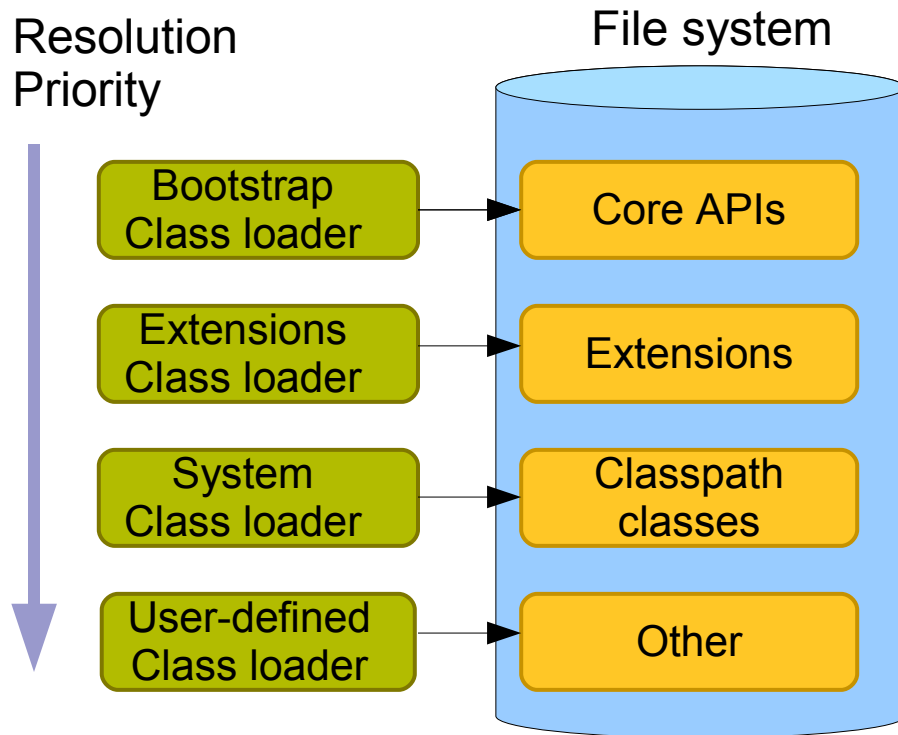 Resolution
Priority
File system
Bootstrap
Class loader
Core APIs
Extensions
Class loader
Extensions
System
Class loader
Classpath
classes
User-defined
Class loader
Other